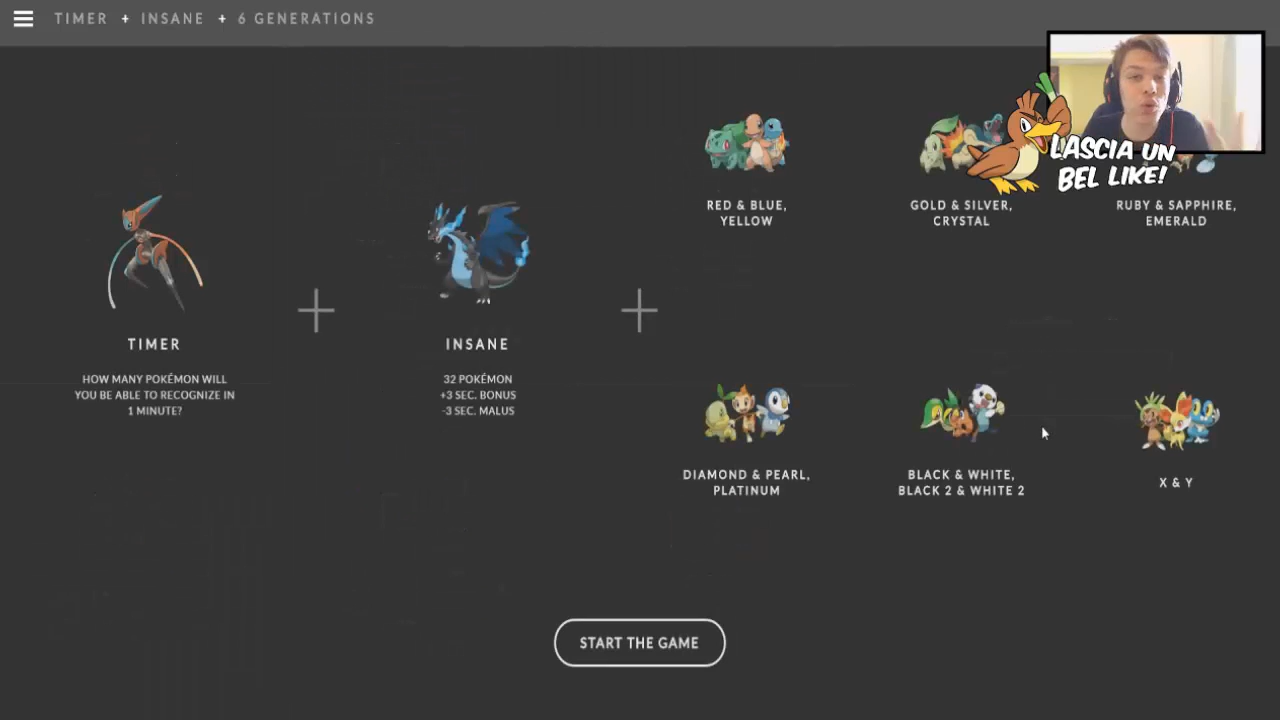 TIMER + INSANE + 6 GENERATIONS
LASCIA UN
BEL LIKE!
RED & BLUE,
YELLOW
GOLD & SILVER,
CRYSTAL
RUBY & SAPPHIRE,
EMERALD
TIMER
HOW MANY POKÉMON WILL
YOU BE ABLE TO RECOGNIZE IN
1 MINUTE?
INSANE
32 POKÉMON
+3 SEC. BONUS
-3 SEC. MALUS
DIAMOND & PEARL,
PLATINUM
BLACK & WHITE,
BLACK 2 & WHITE 2
X & Y
START THE GAME